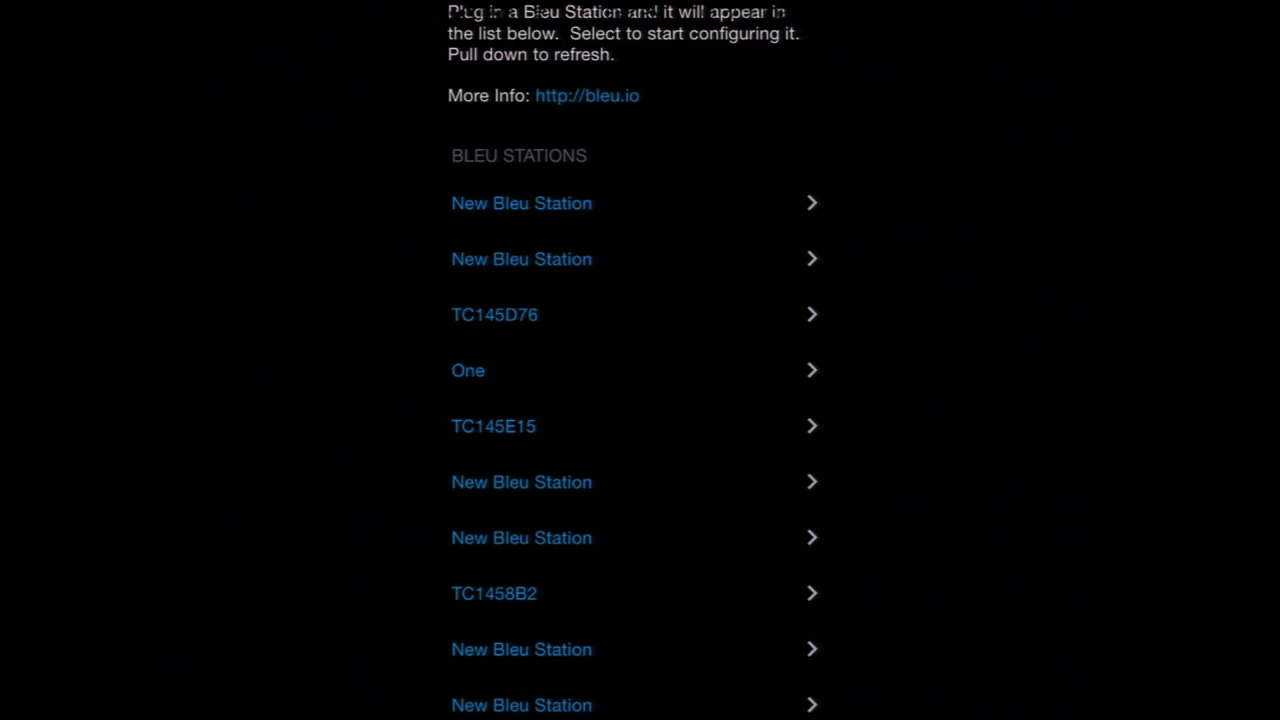 Plug in a Bleu Station and it will appear in
the list below.  Select to start configuring it.
Pull down to refresh.
More Info: http://bleu.io
BLEU STATIONS
New Bleu Station
New Bleu Station
TC145D76
One
TC145E15
New Bleu Station
New Bleu Station
TC1458B2
New Bleu Station
New Bleu Station